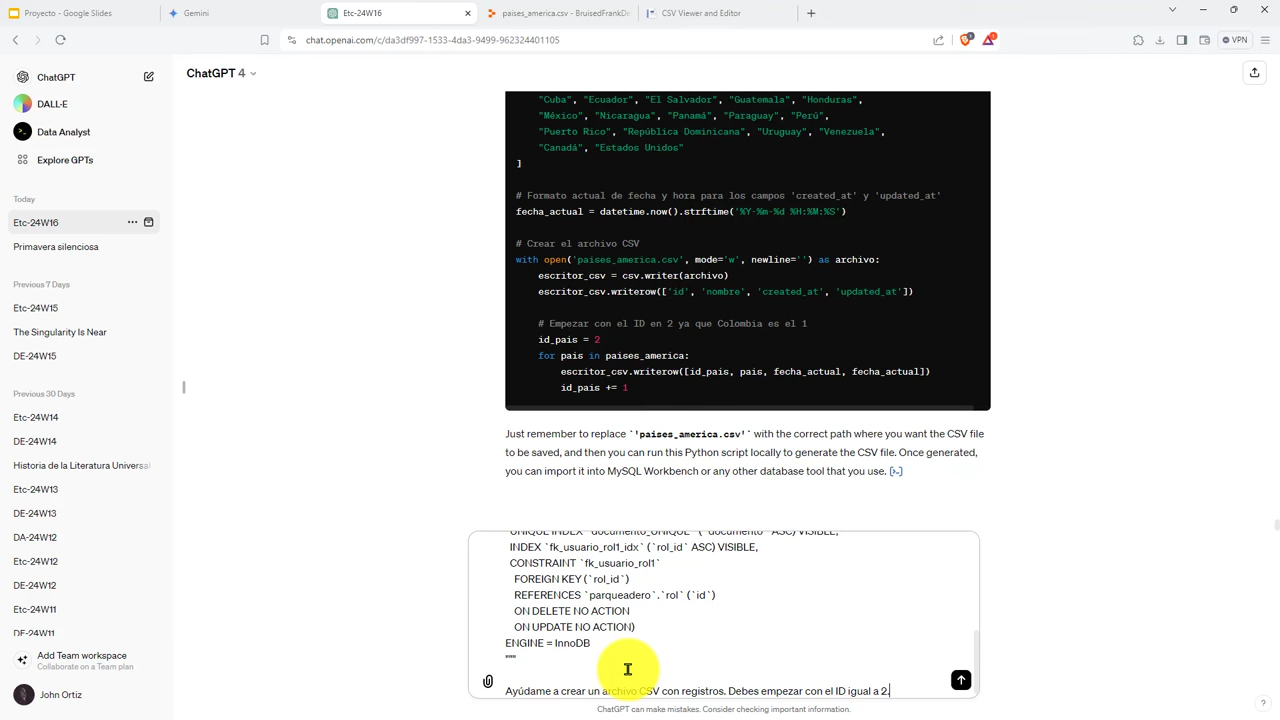 Proyecto - Google Slides
Gemini
Etc-24W16
paises_america.csv - BruisedFrankDe
CSV Viewer and Editor
chat.openai.com/c/da3df997-1533-4da3-9499-962324401105
VPN
ChatGPT
DALL-E
Data Analyst
Explore GPTs
Today
Etc-24W16
Primavera silenciosa
Previous 7 Days
Etc-24W15
The Singularity Is Near
DE-24W15
Previous 30 Days
Etc-24W14
DE-24W14
Historia de la Literatura Universal
Etc-24W13
DE-24W13
DA-24W12
Etc-24W12
DE-24W12
Etc-24W11
DE-24W11
Add Team workspace
Collaborate on a Team plan
John Ortiz
ChatGPT 4
"Cuba", "Ecuador", "El Salvador", "Guatemala", "Honduras",
"México", "Nicaragua", "Panamá", "Paraguay", "Perú",
"Puerto Rico", "República Dominicana", "Uruguay", "Venezuela",
"Canadá", "Estados Unidos"
]
# Formato actual de fecha y hora para los campos 'created_at' y 'updated_at'
fecha_actual = datetime.now().strftime('%Y-%m-%d %H:%M:%S')
# Crear el archivo CSV
with open('paises_america.csv', mode='w', newline='') as archivo:
escritor_csv = csv.writer(archivo)
escritor_csv.writerow(['id', 'nombre', 'created_at', 'updated_at'])
# Empezar con el ID en 2 ya que Colombia es el 1
id_pais = 2
for pais in paises_america:
escritor_csv.writerow([id_pais, pais, fecha_actual, fecha_actual])
id_pais += 1
Just remember to replace `'paises_america.csv'` with the correct path where you want the CSV file
to be saved, and then you can run this Python script locally to generate the CSV file. Once generated,
you can import it into MySQL Workbench or any other database tool that you use. [>-]
UNIQUE INDEX `documento_UNIQUE` (`documento` ASC) VISIBLE,
INDEX `fk_usuario_rol1_idx` (`rol_id` ASC) VISIBLE,
CONSTRAINT `fk_usuario_rol1`
FOREIGN KEY (`rol_id`)
REFERENCES `parqueadero`.`rol` (`id`)
ON DELETE NO ACTION
ON UPDATE NO ACTION)
ENGINE = InnoDB
"""
Ayúdame a crear un archivo CSV con registros. Debes empezar con el ID igual a 2.
ChatGPT can make mistakes. Consider checking important information.
?